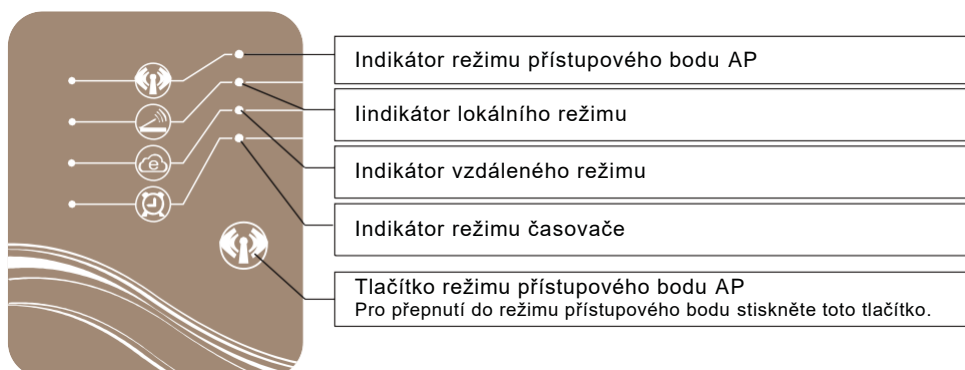 Indikátor režimu přístupového bodu AP
Iindikátor lokálního režimu
Indikátor vzdáleného režimu
e
Indikátor režimu časovače
Tlačítko režimu přístupového bodu AP
Pro přepnutí do režimu přístupového bodu stiskněte toto tlačítko.